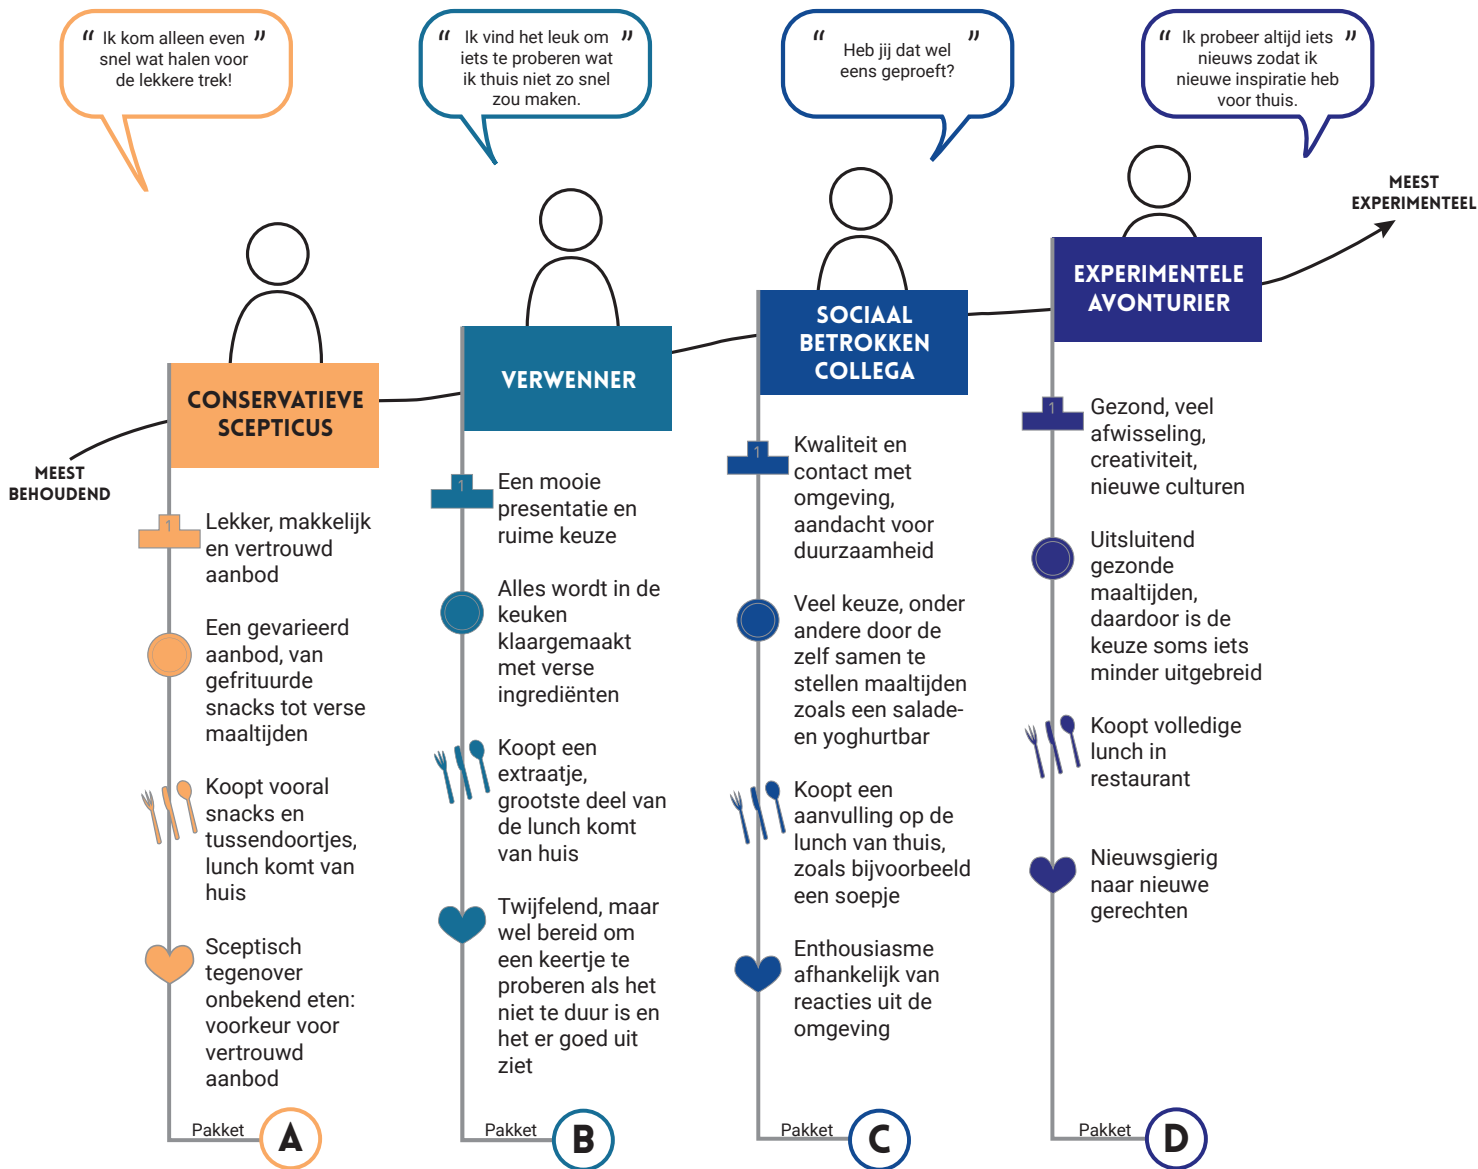 “ Ik kom alleen even ”
snel wat halen voor
de lekkere trek!
“ Ik vind het leuk om ”
iets te proberen wat
ik thuis niet zo snel
zou maken.
“ Heb jij dat wel ”
eens geproeft?
“ Ik probeer altijd iets ”
nieuws zodat ik
nieuwe inspiratie heb
voor thuis.
MEEST
EXPERIMENTEEL
MEEST
BEHOUDEND
CONSERVATIEVE
SCEPTICUS
1
Lekker, makkelijk
en vertrouwd
aanbod
Een gevarieerd
aanbod, van
gefrituurde
snacks tot verse
maaltijden
Koopt vooral
snacks en
tussendoortjes,
lunch komt van
huis
Sceptisch
tegenover
onbekend eten:
voorkeur voor
vertrouwd
aanbod
Pakket A
VERWENNER
1
Een mooie
presentatie en
ruime keuze
Alles wordt in de
keuken
klaargemaakt
met verse
ingrediënten
Koopt een
extraatje,
grootste deel van
de lunch komt
van huis
Twijfelend, maar
wel bereid om
een keertje te
proberen als het
niet te duur is en
het er goed uit
ziet
Pakket B
SOCIAAL
BETROKKEN
COLLEGA
1
Kwaliteit en
contact met
omgeving,
aandacht voor
duurzaamheid
Veel keuze, onder
andere door de
zelf samen te
stellen maaltijden
zoals een salade-
en yoghurtbar
Koopt een
aanvulling op de
lunch van thuis,
zoals bijvoorbeeld
een soepje
Enthousiasme
afhankelijk van
reacties uit de
omgeving
Pakket C
EXPERIMENTELE
AVONTURIER
1
Gezond, veel
afwisseling,
creativiteit,
nieuwe culturen
Uitsluitend
gezonde
maaltijden,
daardoor is de
keuze soms iets
minder uitgebreid
Koopt volledige
lunch in
restaurant
Nieuwsgierig
naar nieuwe
gerechten
Pakket D